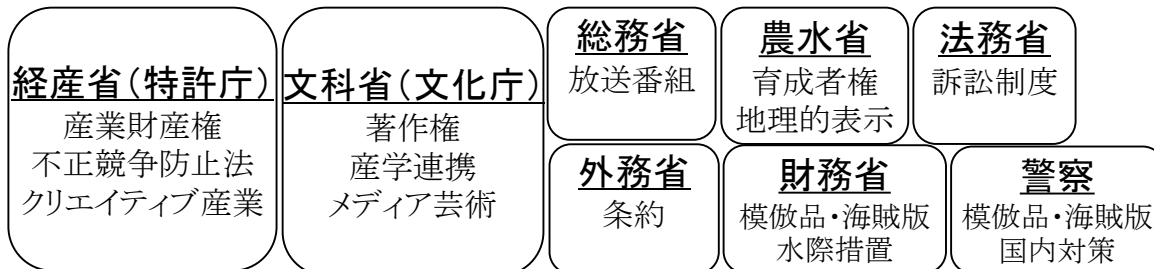 経産省（特許庁）
産業財産権
不正競争防止法
クリエイティブ産業
文科省（文化庁）
著作権
産学連携
メディア芸術
総務省
放送番組
農水省
育成者権
地理的表示
法務省
訴訟制度
外務省
条約
財務省
模倣品・海賊版
水際措置
警察
模倣品・海賊版
国内対策